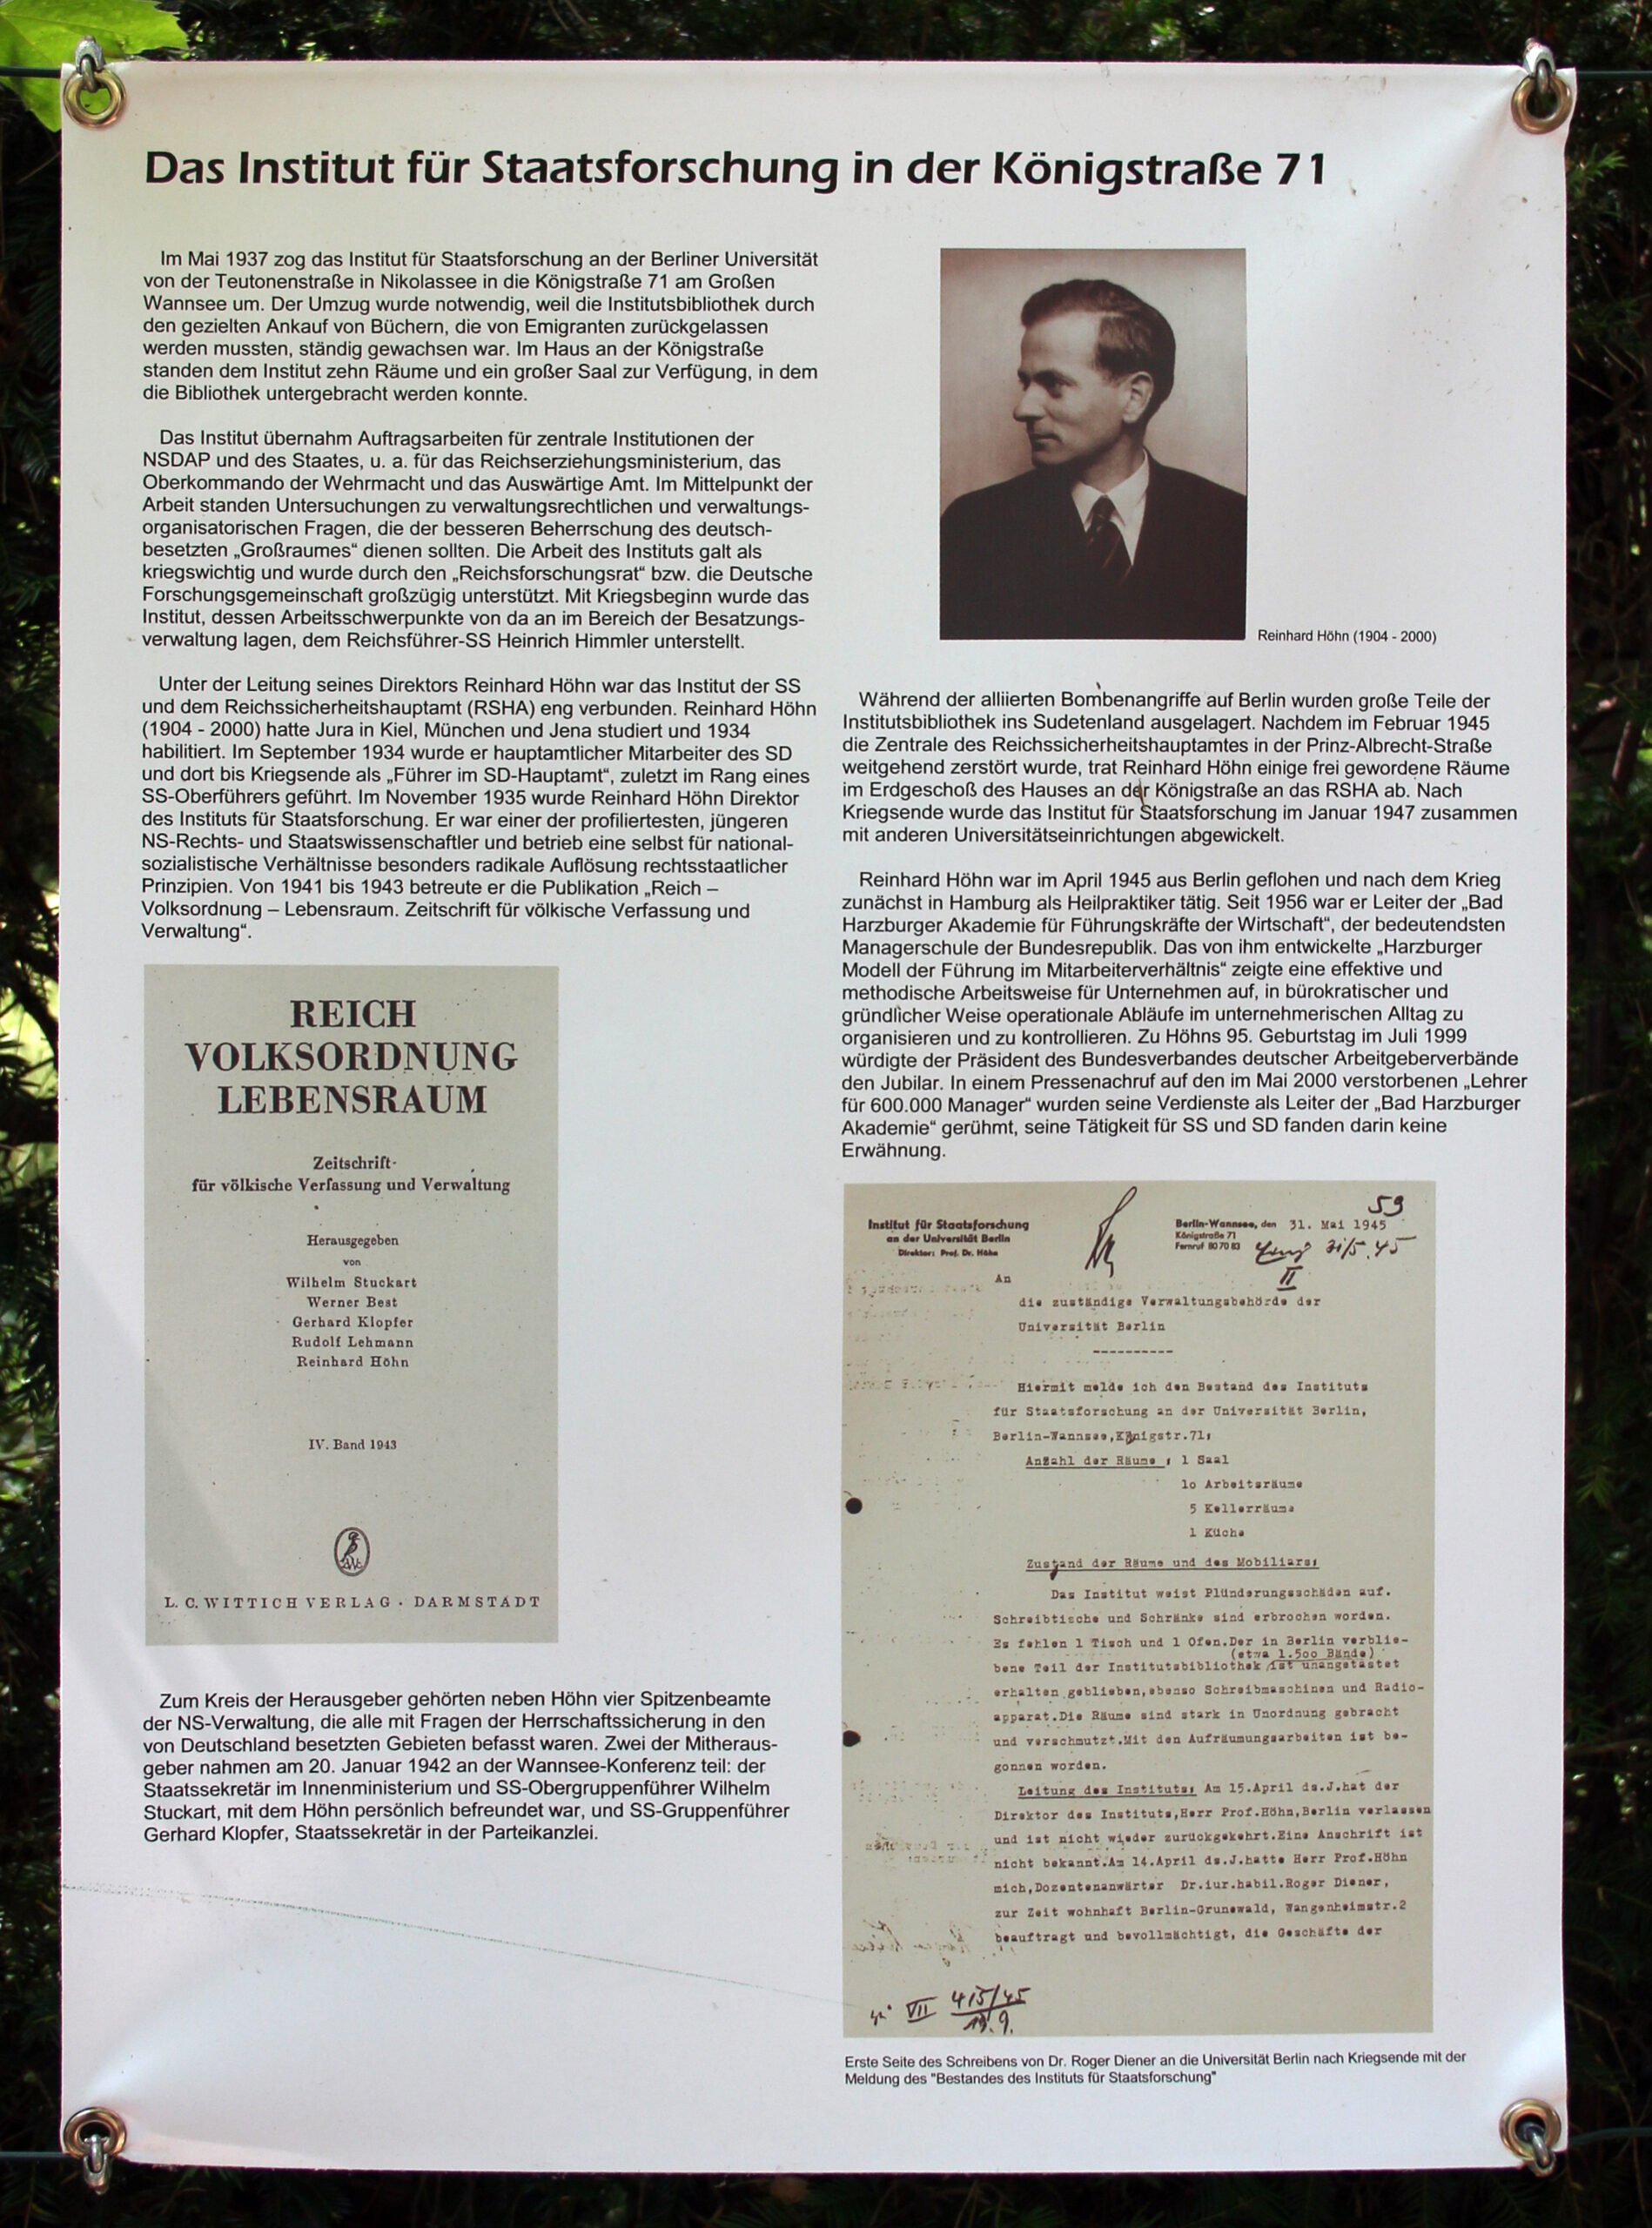 Das Institut für Staatsforschung in der Königstraße 71
Im Mai 1937 zog das Institut für Staatsforschung an der Berliner Universität
von der Teutonenstraße in Nikolassee in die Königstraße 71 am Großen
Wannsee um. Der Umzug wurde notwendig, weil die Institutsbibliothek durch
den gezielten Ankauf von Büchern, die von Emigranten zurückgelassen
werden mussten, ständig gewachsen war. Im Haus an der Königstraße
standen dem Institut zehn Räume und ein großer Saal zur Verfügung, in dem
die Bibliothek untergebracht werden konnte.
Das Institut übernahm Auftragsarbeiten für zentrale Institutionen der
NSDAP und des Staates, u. a. für das Reichserziehungsministerium, das
Oberkommando der Wehrmacht und das Auswärtige Amt. Im Mittelpunkt der
Arbeit standen Untersuchungen zu verwaltungsrechtlichen und verwaltungs-
organisatorischen Fragen, die der besseren Beherrschung des deutsch-
besetzten „Großraumes“ dienen sollten. Die Arbeit des Instituts galt als
kriegswichtig und wurde durch den „Reichsforschungsrat“ bzw. die Deutsche
Forschungsgemeinschaft großzügig unterstützt. Mit Kriegsbeginn wurde das
Institut, dessen Arbeitsschwerpunkte von da an im Bereich der Besatzungs-
verwaltung lagen, dem Reichsführer-SS Heinrich Himmler unterstellt.
Unter der Leitung seines Direktors Reinhard Höhn war das Institut der SS
und dem Reichssicherheitshauptamt (RSHA) eng verbunden. Reinhard Höhn
(1904 - 2000) hatte Jura in Kiel, München und Jena studiert und 1934
habilitiert. Im September 1934 wurde er hauptamtlicher Mitarbeiter des SD
und dort bis Kriegsende als „Führer im SD-Hauptamt“, zuletzt im Rang eines
SS-Oberführers geführt. Im November 1935 wurde Reinhard Höhn Direktor
des Instituts für Staatsforschung. Er war einer der profiliertesten, jüngeren
NS-Rechts- und Staatswissenschaftler und betrieb eine selbst für national-
sozialistische Verhältnisse besonders radikale Auflösung rechtsstaatlicher
Prinzipien. Von 1941 bis 1943 betreute er die Publikation „Reich –
Volksordnung – Lebensraum. Zeitschrift für völkische Verfassung und
Verwaltung“.
REICH
VOLKSORDNUNG
LEBENSRAUM
Zeitschrift
für völkische Verfassung und Verwaltung
Herausgegeben
von
Wilhelm Stuckart
Werner Best
Gerhard Klopfer
Rudolf Lehmann
Reinhard Höhn
IV. Band 1943
L. C. WITTICH VERLAG · DARMSTADT
Zum Kreis der Herausgeber gehörten neben Höhn vier Spitzenbeamte
der NS-Verwaltung, die alle mit Fragen der Herrschaftssicherung in den
von Deutschland besetzten Gebieten befasst waren. Zwei der Mitheraus-
geber nahmen am 20. Januar 1942 an der Wannsee-Konferenz teil: der
Staatssekretär im Innenministerium und SS-Obergruppenführer Wilhelm
Stuckart, mit dem Höhn persönlich befreundet war, und SS-Gruppenführer
Gerhard Klopfer, Staatssekretär in der Parteikanzlei.
Reinhard Höhn (1904 - 2000)
Während der alliierten Bombenangriffe auf Berlin wurden große Teile der
Institutsbibliothek ins Sudetenland ausgelagert. Nachdem im Februar 1945
die Zentrale des Reichssicherheitshauptamtes in der Prinz-Albrecht-Straße
weitgehend zerstört wurde, trat Reinhard Höhn einige frei gewordene Räume
im Erdgeschoß des Hauses an der Königstraße an das RSHA ab. Nach
Kriegsende wurde das Institut für Staatsforschung im Januar 1947 zusammen
mit anderen Universitätseinrichtungen abgewickelt.
Reinhard Höhn war im April 1945 aus Berlin geflohen und nach dem Krieg
zunächst in Hamburg als Heilpraktiker tätig. Seit 1956 war er Leiter der „Bad
Harzburger Akademie für Führungskräfte der Wirtschaft“, der bedeutendsten
Managerschule der Bundesrepublik. Das von ihm entwickelte „Harzburger
Modell der Führung im Mitarbeiterverhältnis“ zeigte eine effektive und
methodische Arbeitsweise für Unternehmen auf, in bürokratischer und
gründlicher Weise operationale Abläufe im unternehmerischen Alltag zu
organisieren und zu kontrollieren. Zu Höhns 95. Geburtstag im Juli 1999
würdigte der Präsident des Bundesverbandes deutscher Arbeitgeberverbände
den Jubilar. In einem Pressenachruf auf den im Mai 2000 verstorbenen „Lehrer
für 600.000 Manager“ wurden seine Verdienste als Leiter der „Bad Harzburger
Akademie“ gerühmt, seine Tätigkeit für SS und SD fanden darin keine
Erwähnung.
59
Institut für Staatsforschung
an der Universität Berlin
Direktor: Prof. Dr. Höhn
Berlin-Wannsee, den 31. Mai 1945
Königstraße 71
Fernruf 80 70 83
31/5.45
II
An
die zuständige Verwaltungsbehörde der
Universität Berlin
----------
Hiermit melde ich den Bestand des Instituts
für Staatsforschung an der Universität Berlin,
Berlin-Wannsee,Königstr.71:
Anzahl der Räume : 1 Saal
1o Arbeitsräume
5 Kellerräume
1 Küche
Zustand der Räume und des Mobiliars:
Das Institut weist Plünderungsschäden auf.
Schreibtische und Schränke sind erbrochen worden.
Es fehlen 1 Tisch und 1 Ofen.Der in Berlin verblie-
(etwa 1.5oo Bände)
bene Teil der Institutsbibliothek ist unangetastet
erhalten geblieben,ebenso Schreibmaschinen und Radio-
apparat.Die Räume sind stark in Unordnung gebracht
und verschmutzt.Mit den Aufräumungsarbeiten ist be-
gonnen worden.
Leitung des Instituts: Am 15.April ds.J.hat der
Direktor des Instituts,Herr Prof.Höhn,Berlin verlassen
und ist nicht wieder zurückgekehrt.Eine Anschrift ist
nicht bekannt.Am 14.April ds.J.hatte Herr Prof.Höhn
mich,Dozentenanwärter Dr.iur.habil.Roger Diener,
zur Zeit wohnhaft Berlin-Grunewald, Wangenheimstr.2
beauftragt und bevollmächtigt, die Geschäfte der
VII 415/45
19.9.
Erste Seite des Schreibens von Dr. Roger Diener an die Universität Berlin nach Kriegsende mit der
Meldung des "Bestandes des Instituts für Staatsforschung"